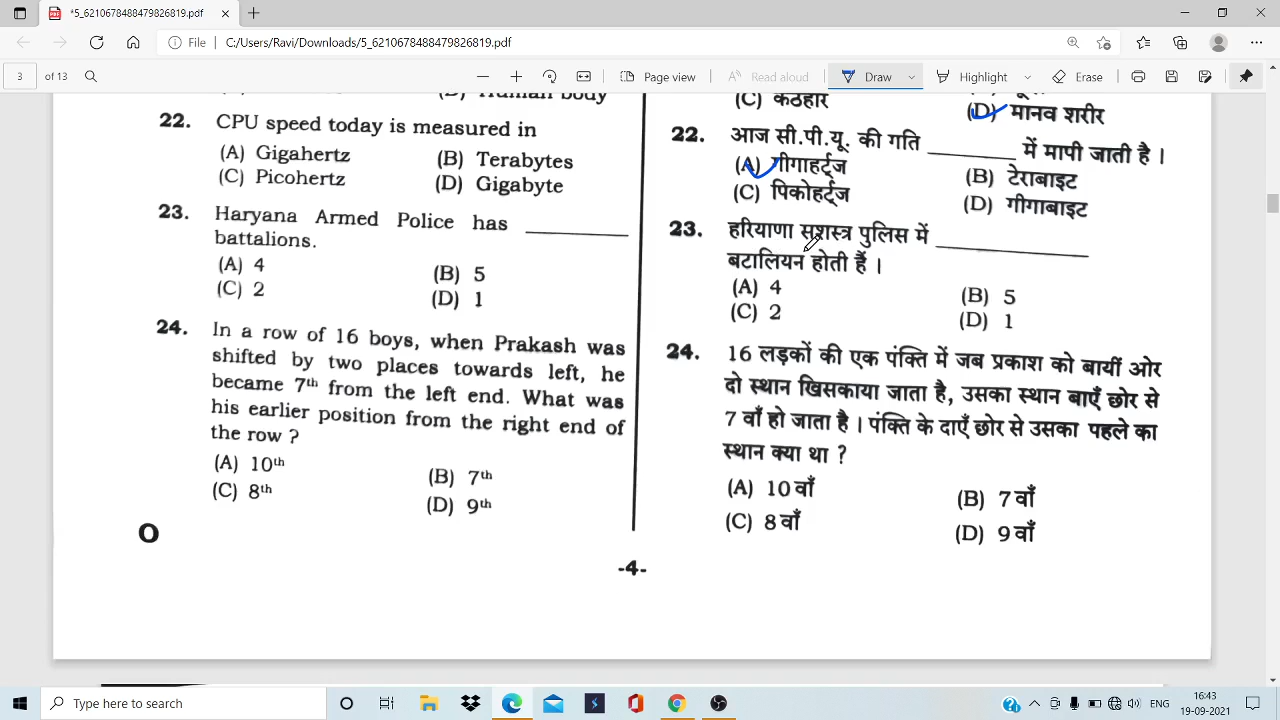 *5_6210678488479826819.pdf
File
C:/Users/Ravi/Downloads/5_6210678488479826819.pdf
3
of 13
Page view
Read aloud
Draw
Highlight
Erase
Human body
22. CPU speed today is measured in
(A) Gigahertz
(B) Terabytes
(C) Picohertz
(D) Gigabyte
23. Haryana Armed Police has ________
battalions.
(A) 4
(B) 5
(C) 2
(D) 1
24. In a row of 16 boys, when Prakash was
shifted by two places towards left, he
became 7th from the left end. What was
his earlier position from the right end of
the row ?
(A) 10th
(B) 7th
(C) 8th
(D) 9th
O
(C) कठहार
(D) मानव शरीर
22. आज सी.पी.यू. की गति ________ में मापी जाती है ।
(A) गीगाहर्ट्ज
(B) टेराबाइट
(C) पिकोहर्ट्ज
(D) गीगाबाइट
23. हरियाणा सशस्त्र पुलिस में ________
बटालियन होती हैं ।
(A) 4
(B) 5
(C) 2
(D) 1
24. 16 लड़कों की एक पंक्ति में जब प्रकाश को बायीं ओर
दो स्थान खिसकाया जाता है, उसका स्थान बाएँ छोर से
7 वाँ हो जाता है । पंक्ति के दाएँ छोर से उसका पहले का
स्थान क्या था ?
(A) 10 वाँ
(B) 7 वाँ
(C) 8 वाँ
(D) 9 वाँ
-4-
Type here to search
ENG
16:43
19-09-2021